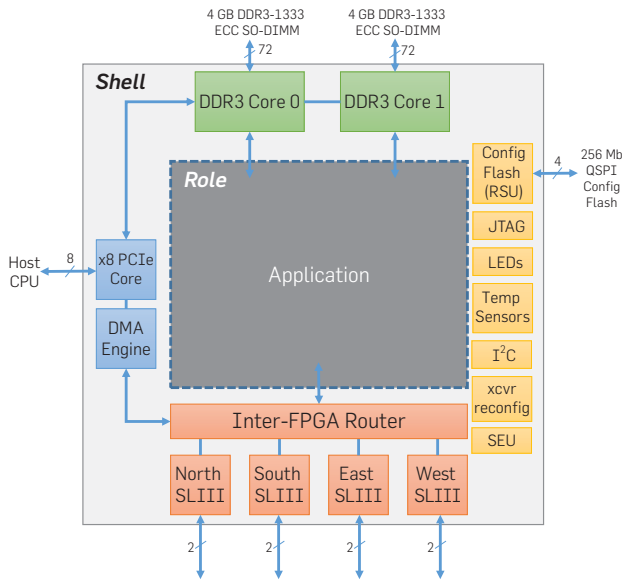 4 GB DDR3-1333
ECC SO-DIMM
4 GB DDR3-1333
ECC SO-DIMM
72
72
Shell
DDR3 Core 0
DDR3 Core 1
Role
Application
Config
Flash
(RSU)
4
256 Mb
QSPI
Config
Flash
JTAG
LEDs
Temp
Sensors
I²C
xcvr
reconfig
SEU
Host
CPU
8
x8 PCIe
Core
DMA
Engine
Inter-FPGA Router
North
SLIII
South
SLIII
East
SLIII
West
SLIII
2
2
2
2